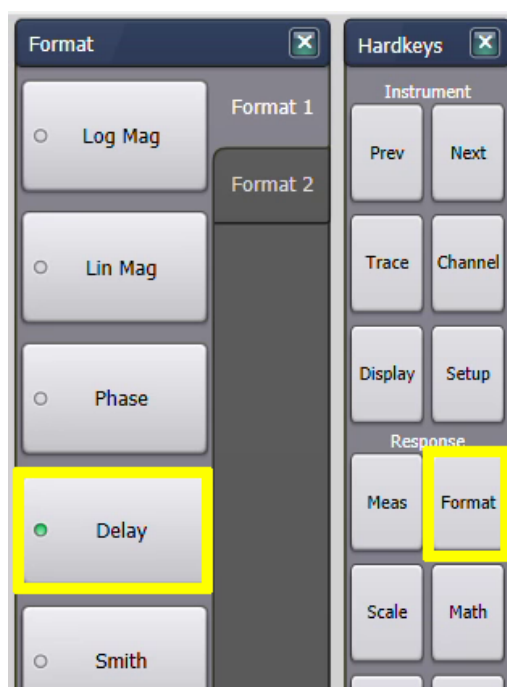 Format
Format 1
Log Mag
Format 2
Lin Mag
Phase
Delay
Smith
Hardkeys
Instrument
Prev Next
Trace Channel
Display Setup
Response
Meas Format
Scale Math